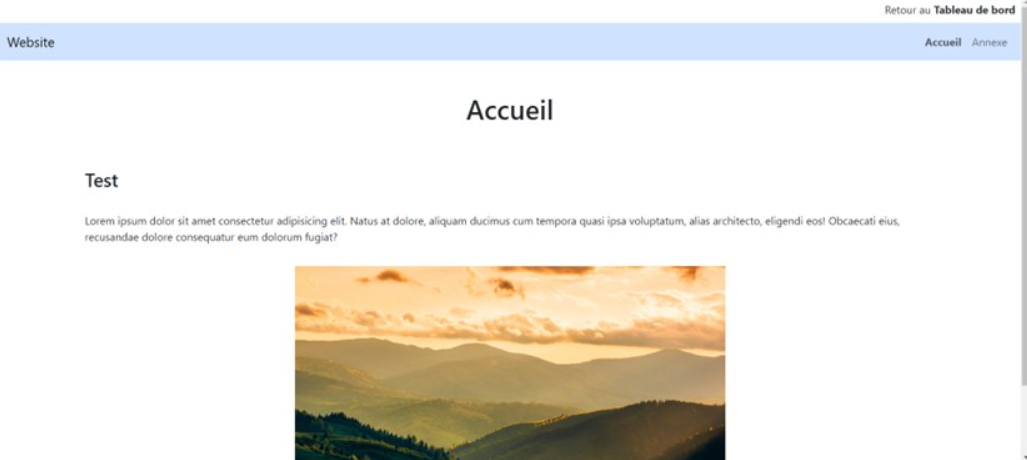 Retour au Tableau de bord
Website
Accueil Annexe
Accueil
Test
Lorem ipsum dolor sit amet consectetur adipisicing elit. Natus at dolore, aliquam ducimus cum tempora quasi ipsa voluptatum, alias architecto, eligendi eos! Obcaecati eius,
recusandae dolore consequatur eum dolorum fugiat?